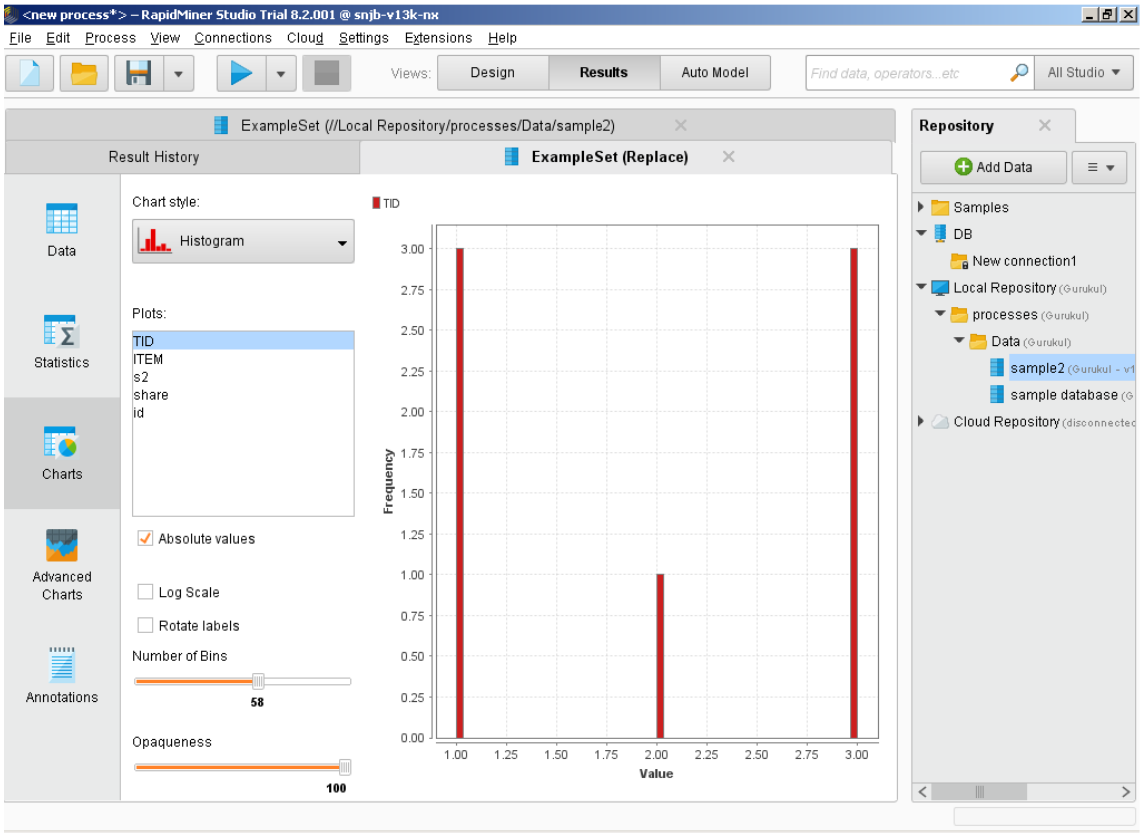 <new process*> – RapidMiner Studio Trial 8.2.001 @ snjb-v13k-nx
File Edit Process View Connections Cloud Settings Extensions Help
Views: Design Results Auto Model Find data, operators...etc All Studio
ExampleSet (//Local Repository/processes/Data/sample2)
Result History ExampleSet (Replace)
Data
Statistics
Charts
Advanced
Charts
Annotations
Chart style:
Histogram
Plots:
TID
ITEM
s2
share
id
Absolute values
Log Scale
Rotate labels
Number of Bins
58
Opaqueness
100
TID
Frequency
3.00
2.75
2.50
2.25
2.00
1.75
1.50
1.25
1.00
0.75
0.50
0.25
0.00
1.00 1.25 1.50 1.75 2.00 2.25 2.50 2.75 3.00
Value
Repository
Add Data
Samples
DB
New connection1
Local Repository (Gurukul)
processes (Gurukul)
Data (Gurukul)
sample2 (Gurukul - v1
sample database (G
Cloud Repository (disconnected